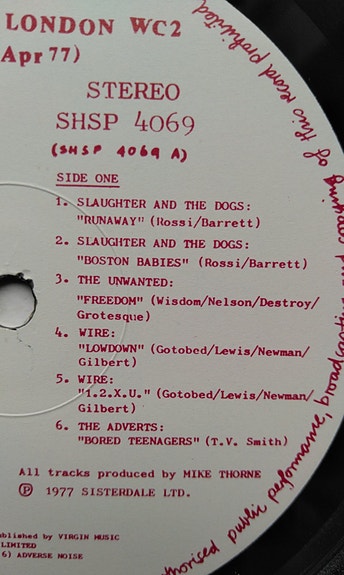 LONDON WC2
Apr 77)
STEREO
SHSP 4069
(SHSP 4069 A)
SIDE ONE
1. SLAUGHTER AND THE DOGS:
"RUNAWAY" (Rossi/Barrett)
2. SLAUGHTER AND THE DOGS:
"BOSTON BABIES" (Rossi/Barrett)
3. THE UNWANTED:
"FREEDOM" (Wisdom/Nelson/Destroy/
Grotesque)
4. WIRE:
"LOWDOWN" (Gotobed/Lewis/Newman/
Gilbert)
5. WIRE:
"1.2.X.U." (Gotobed/Lewis/Newman/
Gilbert)
6. THE ADVERTS:
"BORED TEENAGERS" (T.V. Smith)
All tracks produced by MIKE THORNE
℗ 1977 SISTERDALE LTD.
ublished by VIRGIN MUSIC
LIMITED
6) ADVERSE NOISE
thorised public performance, broadcasting and copying of this record prohibited